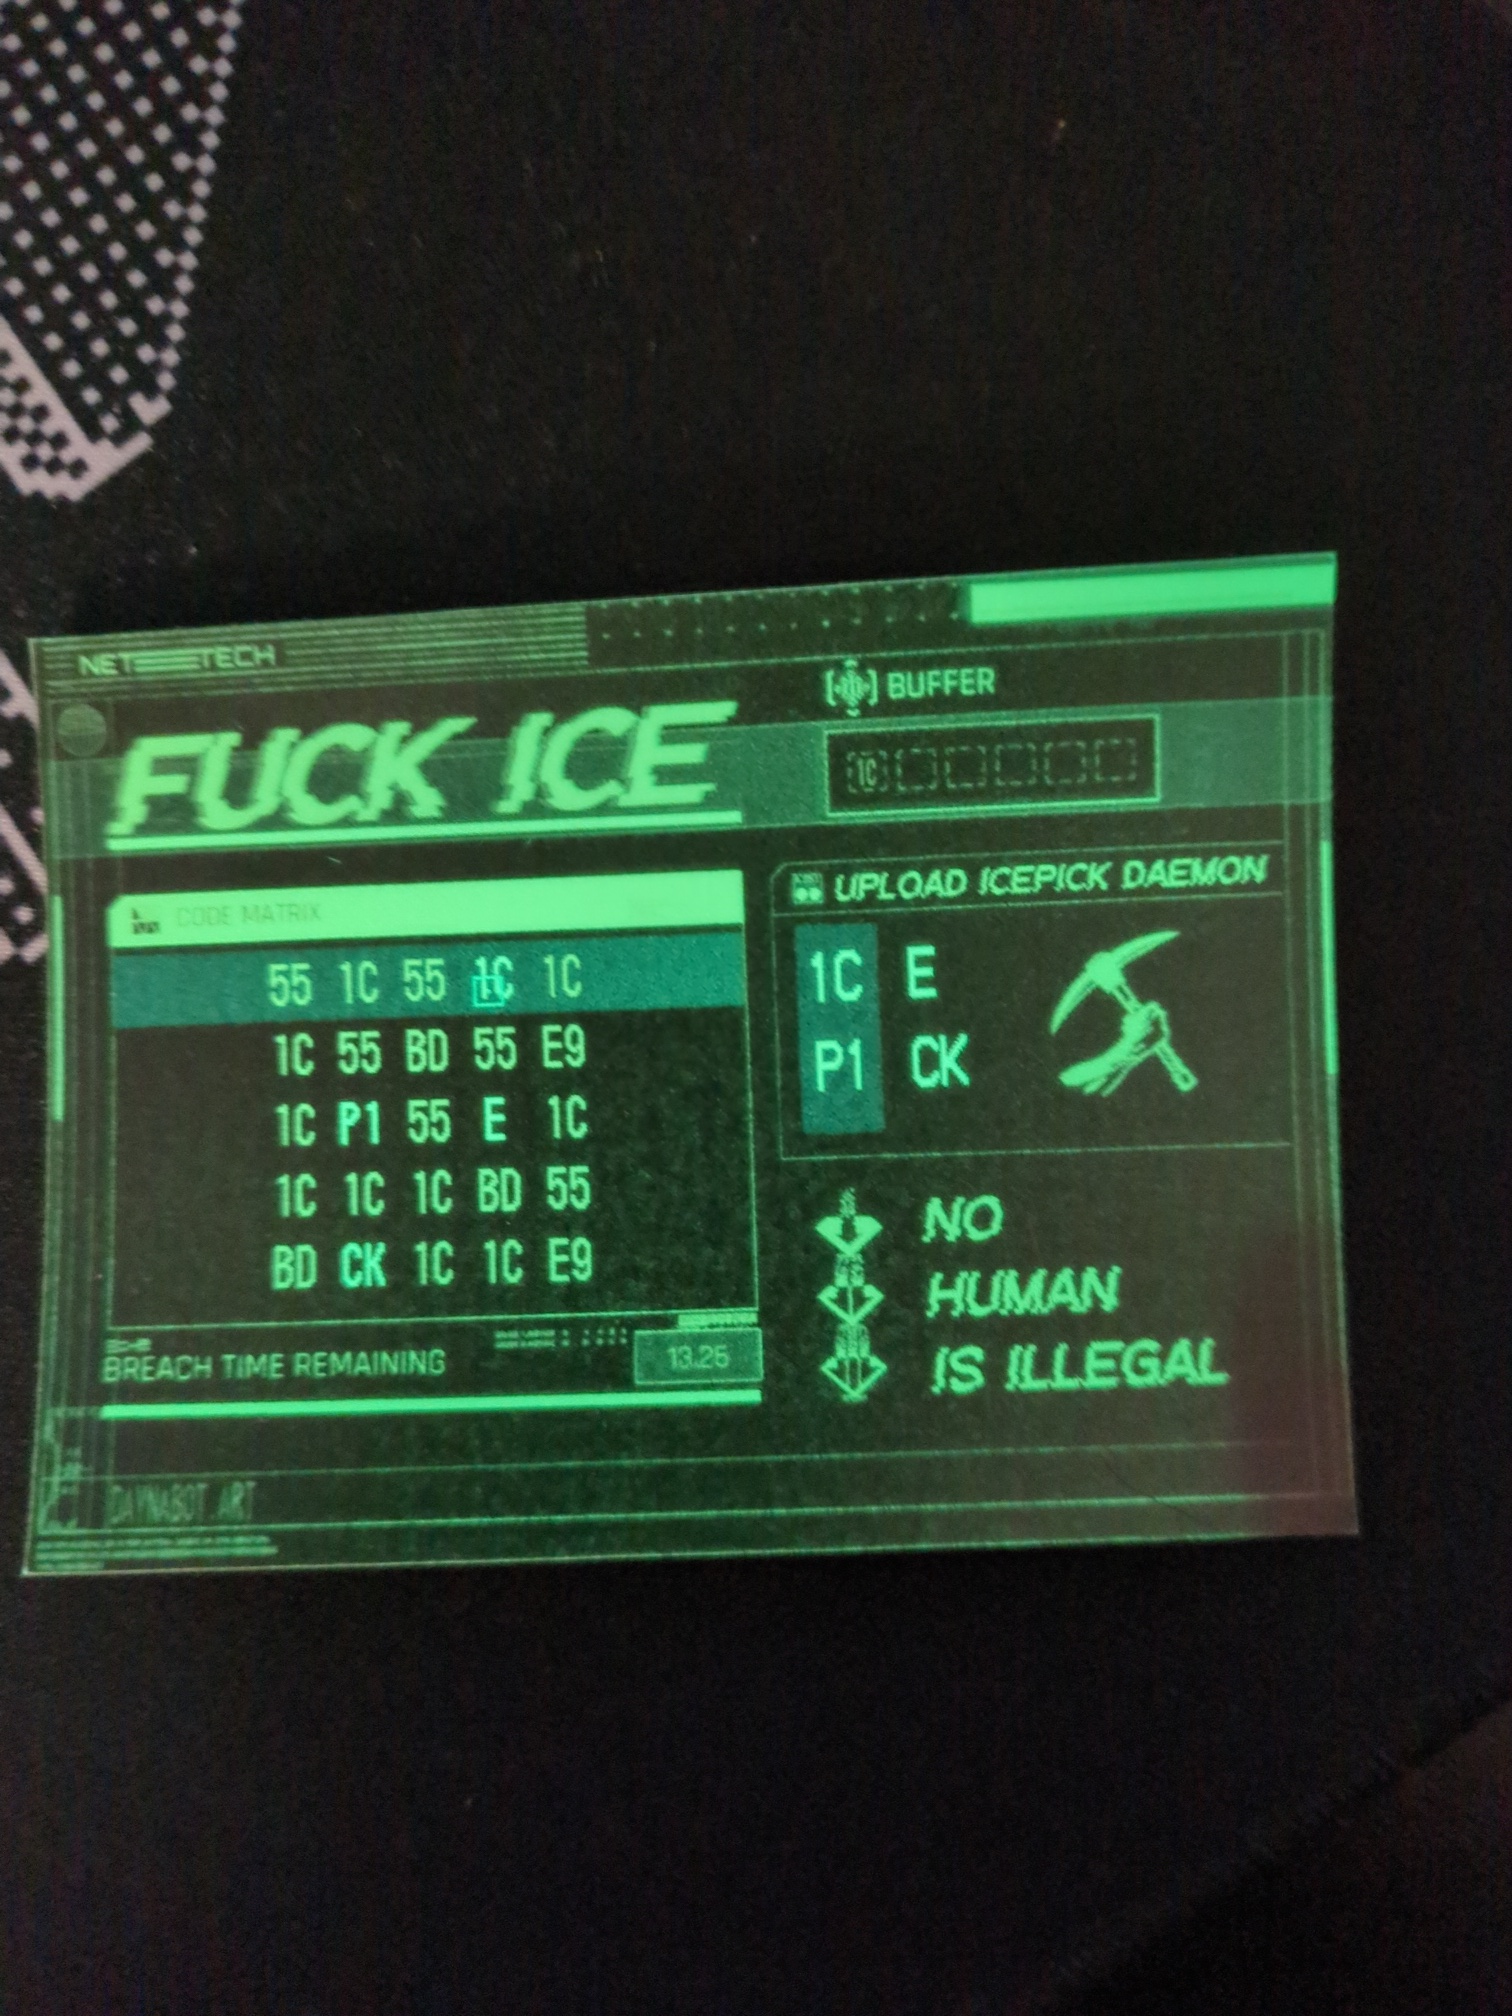 NET TECH
FUCK ICE
BUFFER
1C
CODE MATRIX
55 1C 55 1C 1C
1C 55 BD 55 E9
1C P1 55 E 1C
1C 1C 1C BD 55
BD CK 1C 1C E9
BREACH TIME REMAINING
13.25
UPLOAD ICEPICK DAEMON
1C E
P1 CK
NO
HUMAN
IS ILLEGAL
DAYNABOT.ART